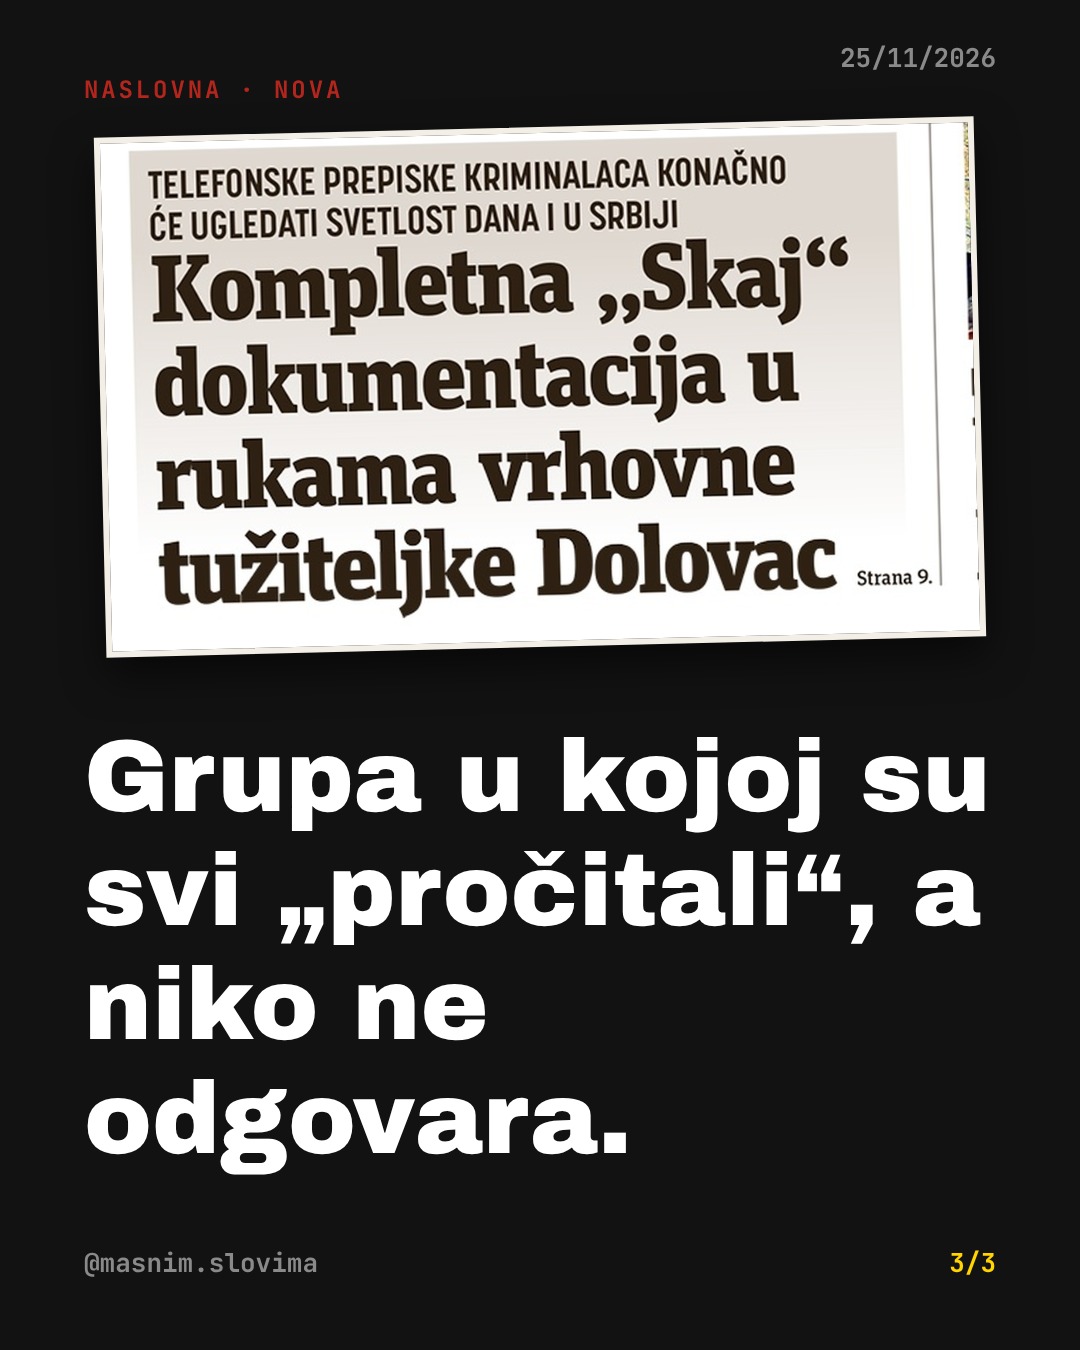 25/11/2026
NASLOVNA · NOVA
TELEFONSKE PREPISKE KRIMINALACA KONAČNO
ĆE UGLEDATI SVETLOST DANA I U SRBIJI
Kompletna „Skaj“
dokumentacija u
rukama vrhovne
tužiteljke Dolovac
Strana 9.
Grupa u kojoj su
svi „pročitali“, a
niko ne
odgovara.
@masnim.slovima
3/3